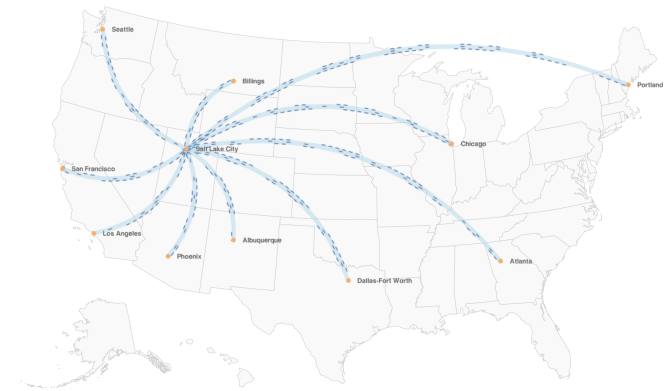 Seattle
Billings
Portland
Chicago
Salt Lake City
San Francisco
Los Angeles
Albuquerque
Phoenix
Atlanta
Dallas-Fort Worth